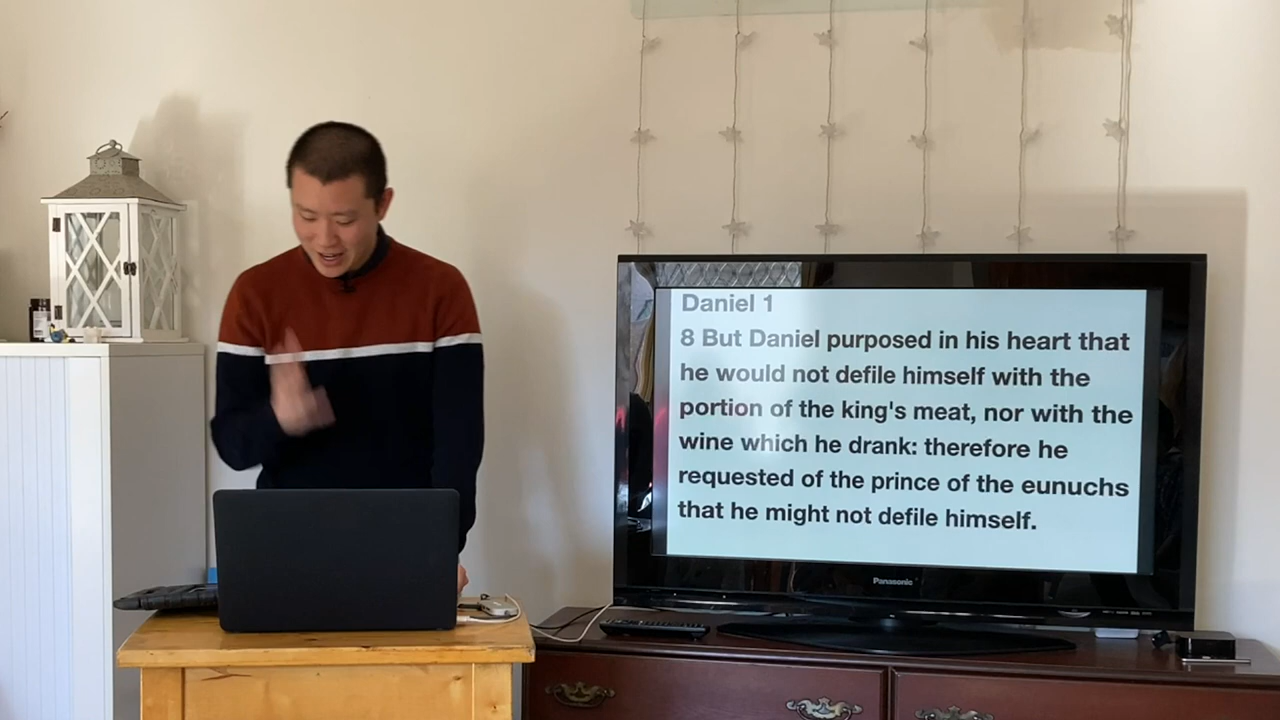 Daniel 1
8 But Daniel purposed in his heart that
he would not defile himself with the
portion of the king's meat, nor with the
wine which he drank: therefore he
requested of the prince of the eunuchs
that he might not defile himself.
Panasonic